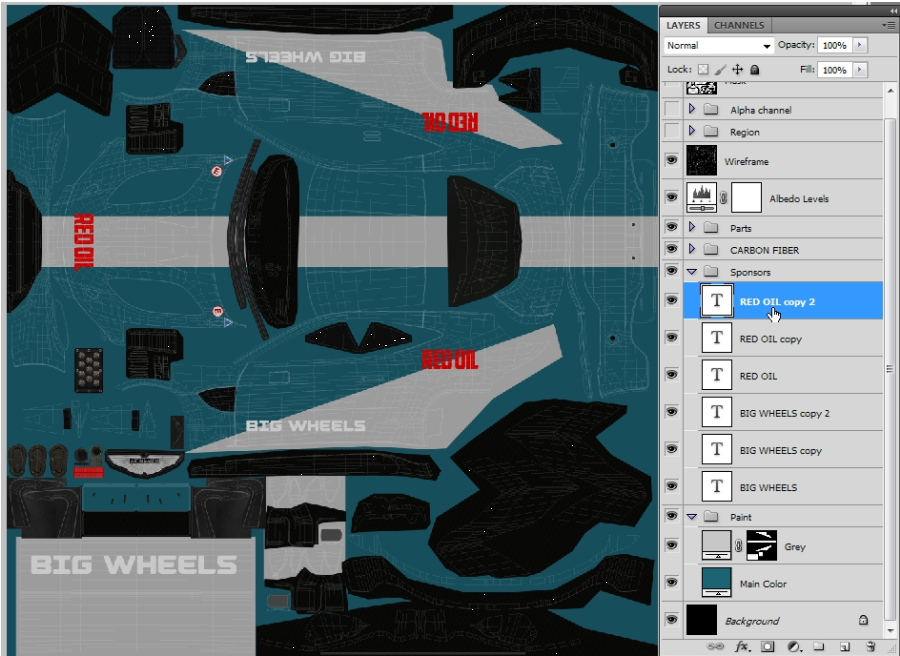 BIG WHEELS
RED OIL
E
RED OIL
E
RED OIL
BIG WHEELS
BIG WHEELS
LAYERS CHANNELS
Normal Opacity: 100%
Lock: Fill: 100%
Mask
Alpha channel
Region
Wireframe
Albedo Levels
Parts
CARBON FIBER
Sponsors
T RED OIL copy 2
T RED OIL copy
T RED OIL
T BIG WHEELS copy 2
T BIG WHEELS copy
T BIG WHEELS
Paint
Grey
Main Color
Background
fx.